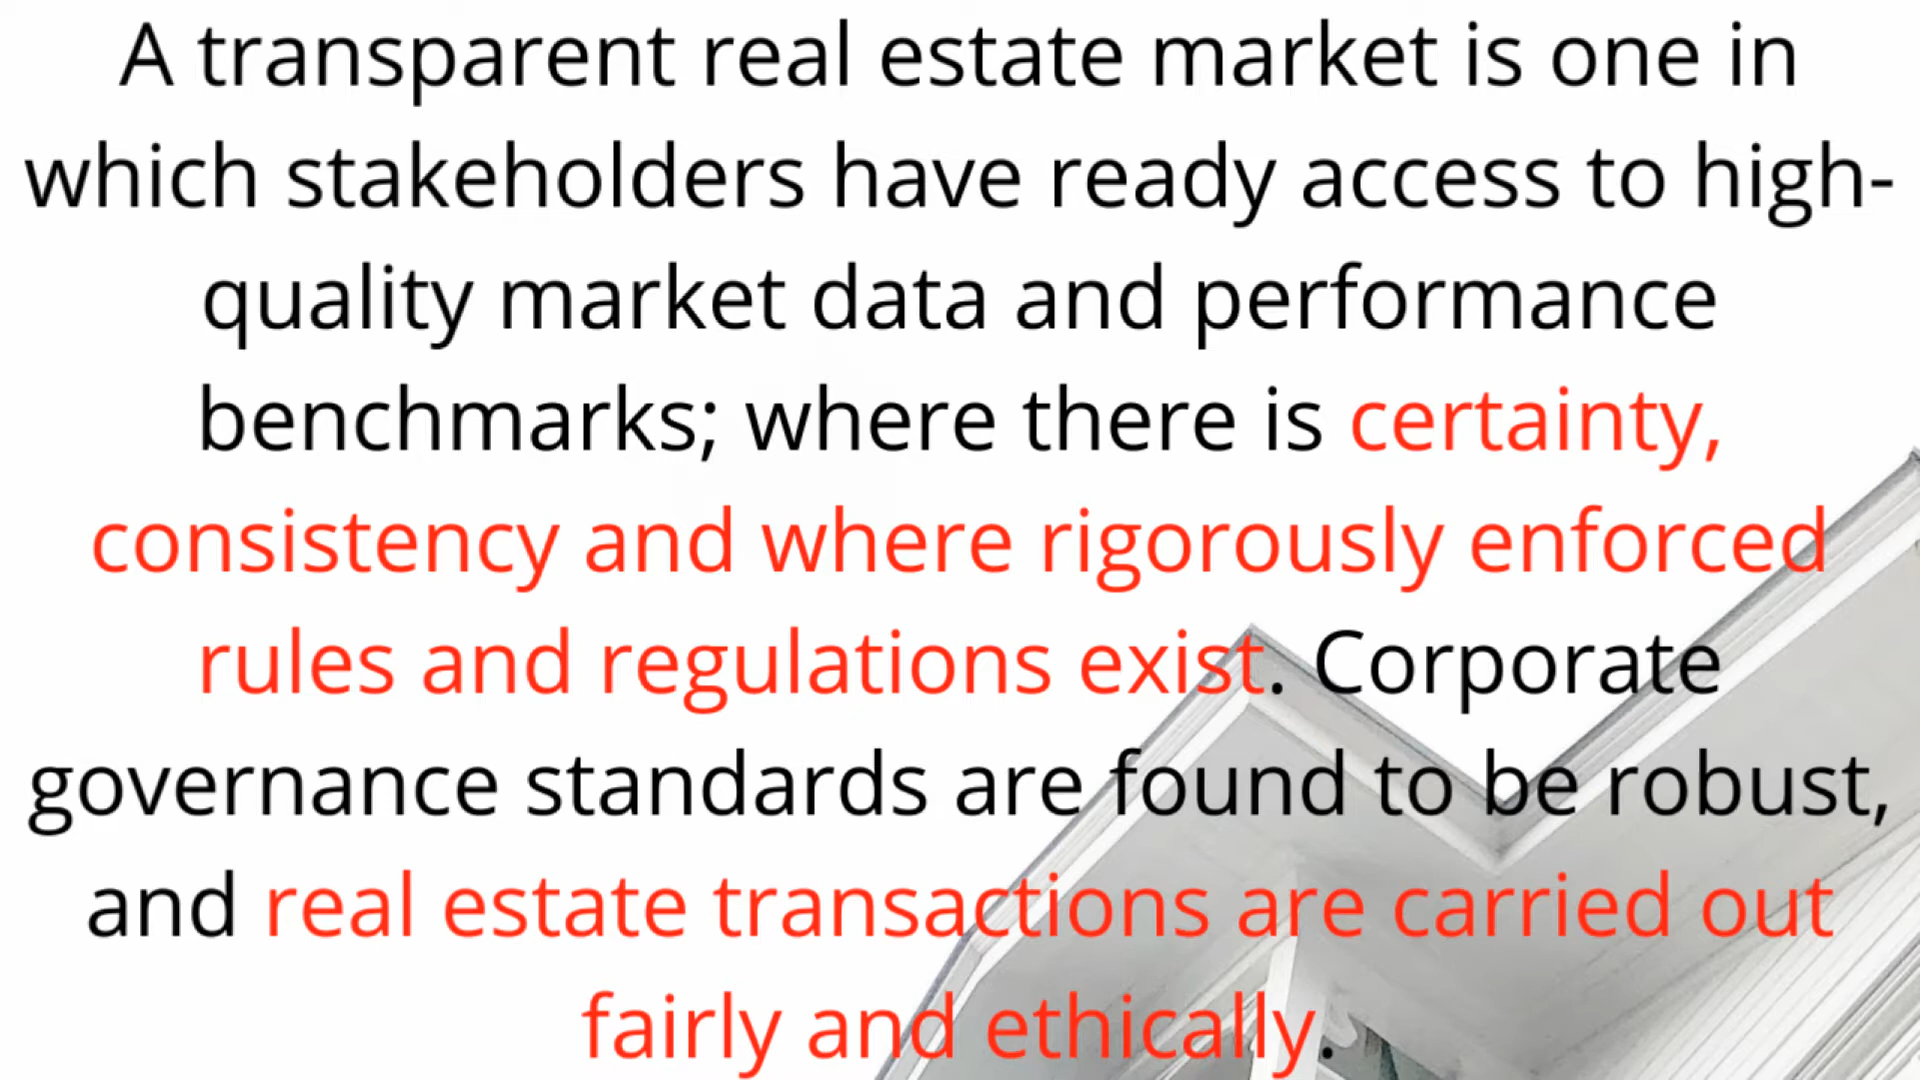 A transparent real estate market is one in
which stakeholders have ready access to high-
quality market data and performance
benchmarks; where there is certainty,
consistency and where rigorously enforced
rules and regulations exist. Corporate
governance standards are found to be robust,
and real estate transactions are carried out
fairly and ethically.